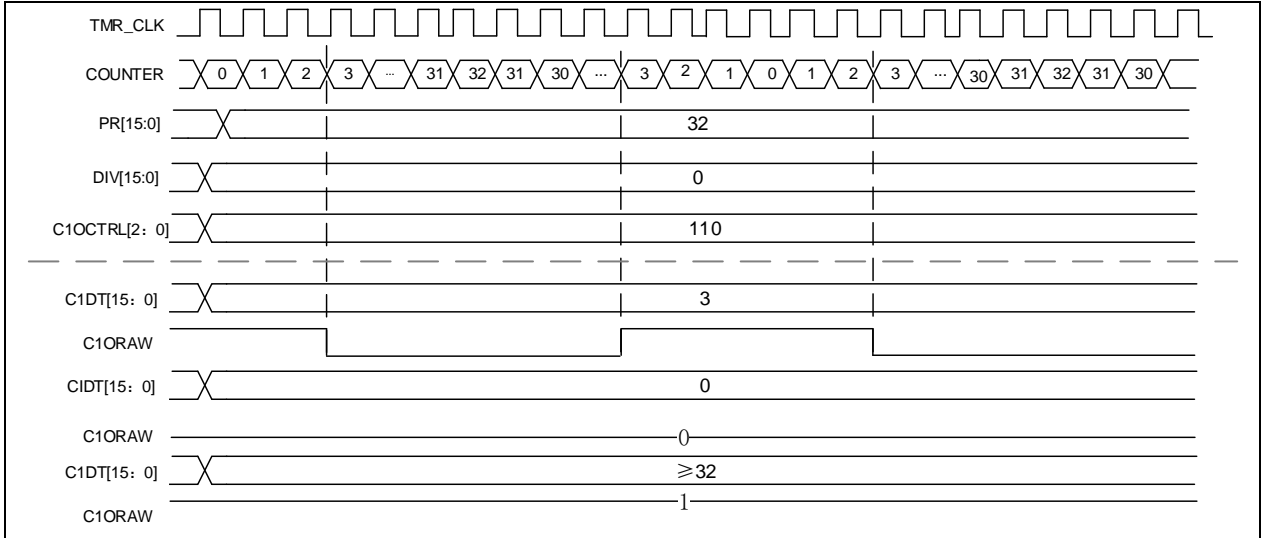 TMR_CLK
COUNTER 0 1 2 3 ... 31 32 31 30 ... 3 2 1 0 1 2 3 ... 30 31 32 31 30
PR[15:0] 32
DIV[15:0] 0
C1OCTRL[2：0] 110
C1DT[15：0] 3
C1ORAW
CIDT[15：0] 0
C1ORAW 0
C1DT[15：0] ≥32
C1ORAW 1